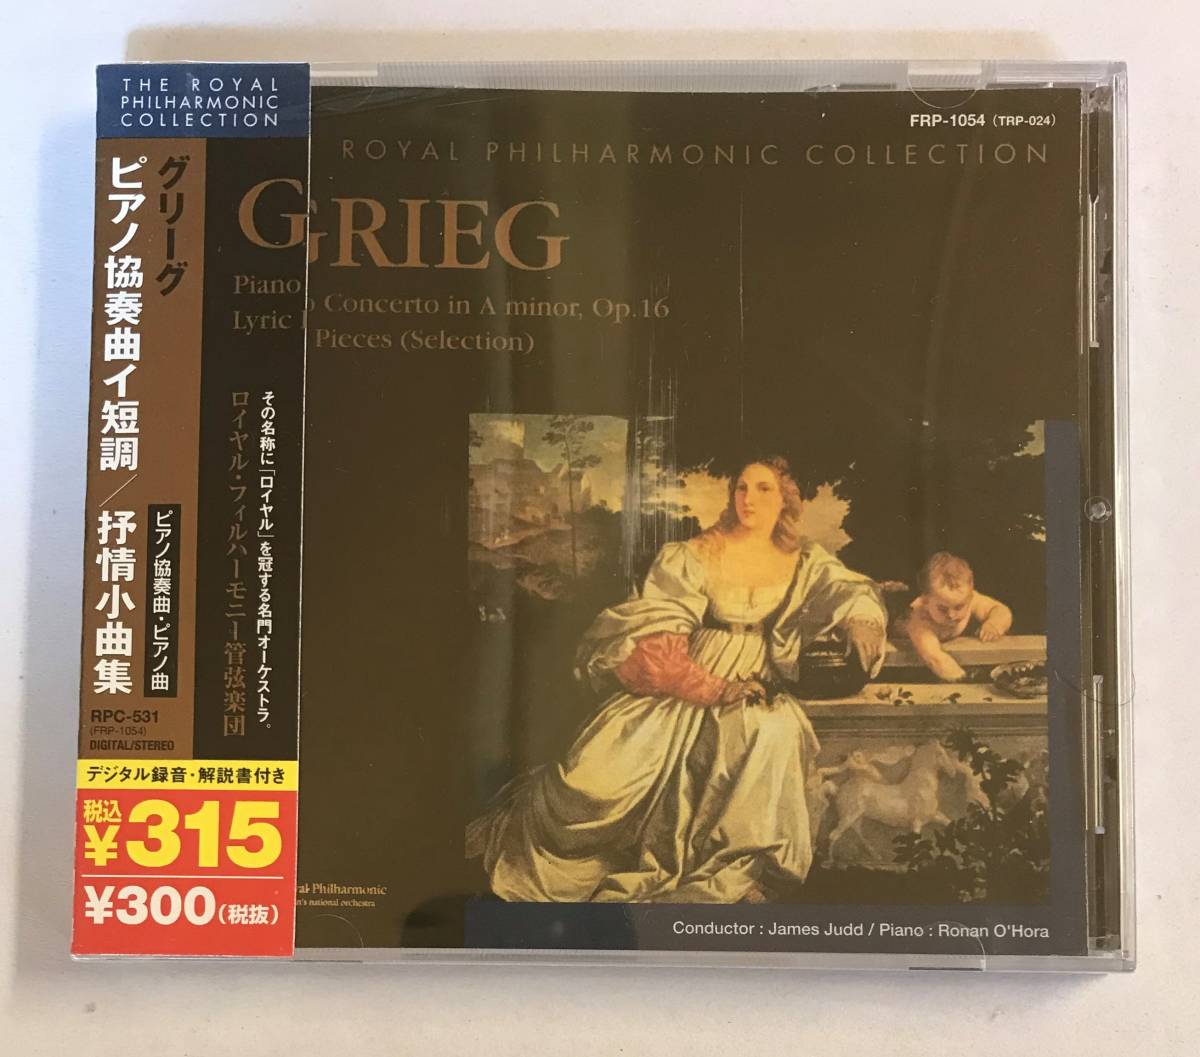 THE ROYAL
PHILHARMONIC
COLLECTION
グリーグ
ピアノ協奏曲イ短調／抒情小曲集
ピアノ協奏曲・ピアノ曲
その名称に「ロイヤル」を冠する名門オーケストラ。
ロイヤル・フィルハーモニー管弦楽団
RPC-531
(FRP-1054)
DIGITAL/STEREO
デジタル録音・解説書付き
税込
¥315
¥300(税抜)
FRP-1054 (TRP-024)
ROYAL PHILHARMONIC COLLECTION
GRIEG
Piano Concerto in A minor, Op.16
Lyric Pieces (Selection)
Philharmonic
national orchestra
Conductor : James Judd / Piano : Ronan O'Hora